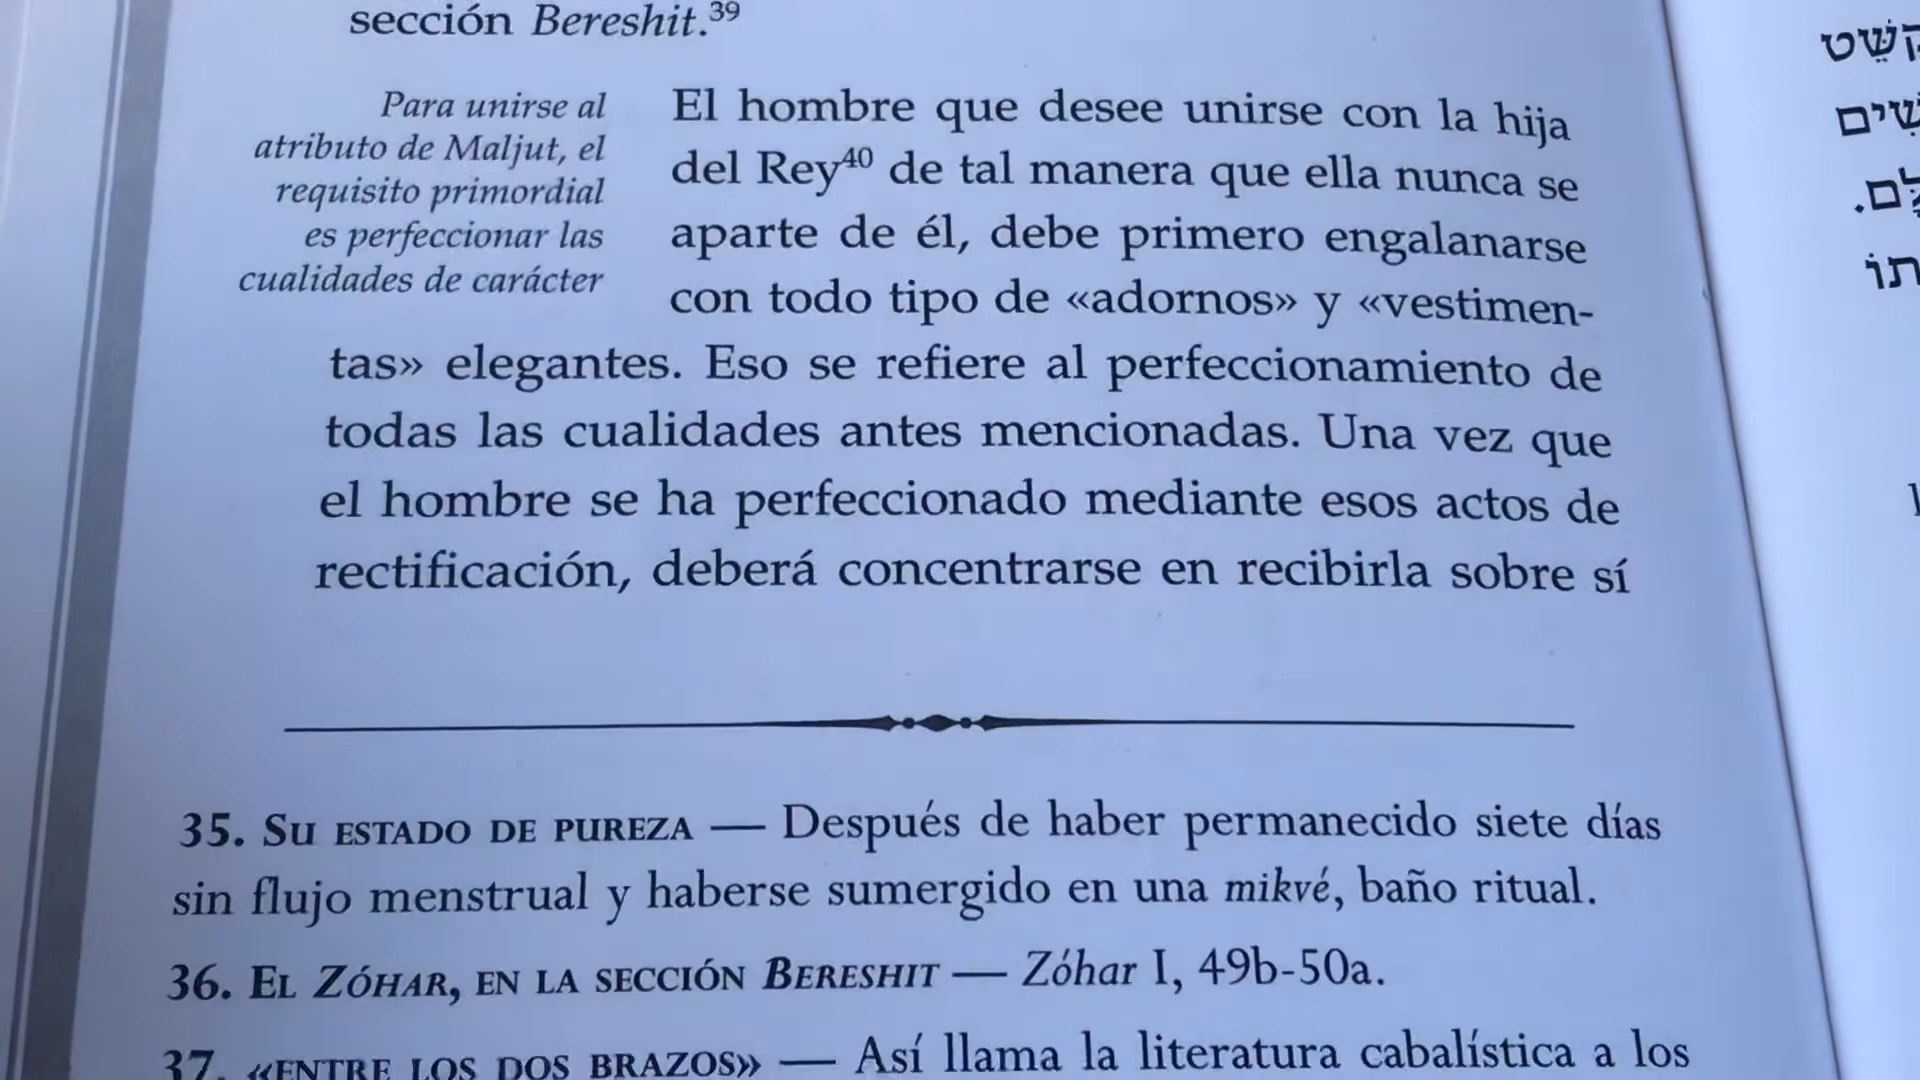 sección Bereshit.³⁹
Para unirse al
atributo de Maljut, el
requisito primordial
es perfeccionar las
cualidades de carácter
El hombre que desee unirse con la hija
del Rey⁴⁰ de tal manera que ella nunca se
aparte de él, debe primero engalanarse
con todo tipo de «adornos» y «vestimen-
tas» elegantes. Eso se refiere al perfeccionamiento de
todas las cualidades antes mencionadas. Una vez que
el hombre se ha perfeccionado mediante esos actos de
rectificación, deberá concentrarse en recibirla sobre sí
35. SU ESTADO DE PUREZA — Después de haber permanecido siete días
sin flujo menstrual y haberse sumergido en una mikvé, baño ritual.
36. EL ZÓHAR, EN LA SECCIÓN BERESHIT — Zóhar I, 49b-50a.
37. «ENTRE LOS DOS BRAZOS» — Así llama la literatura cabalística a los